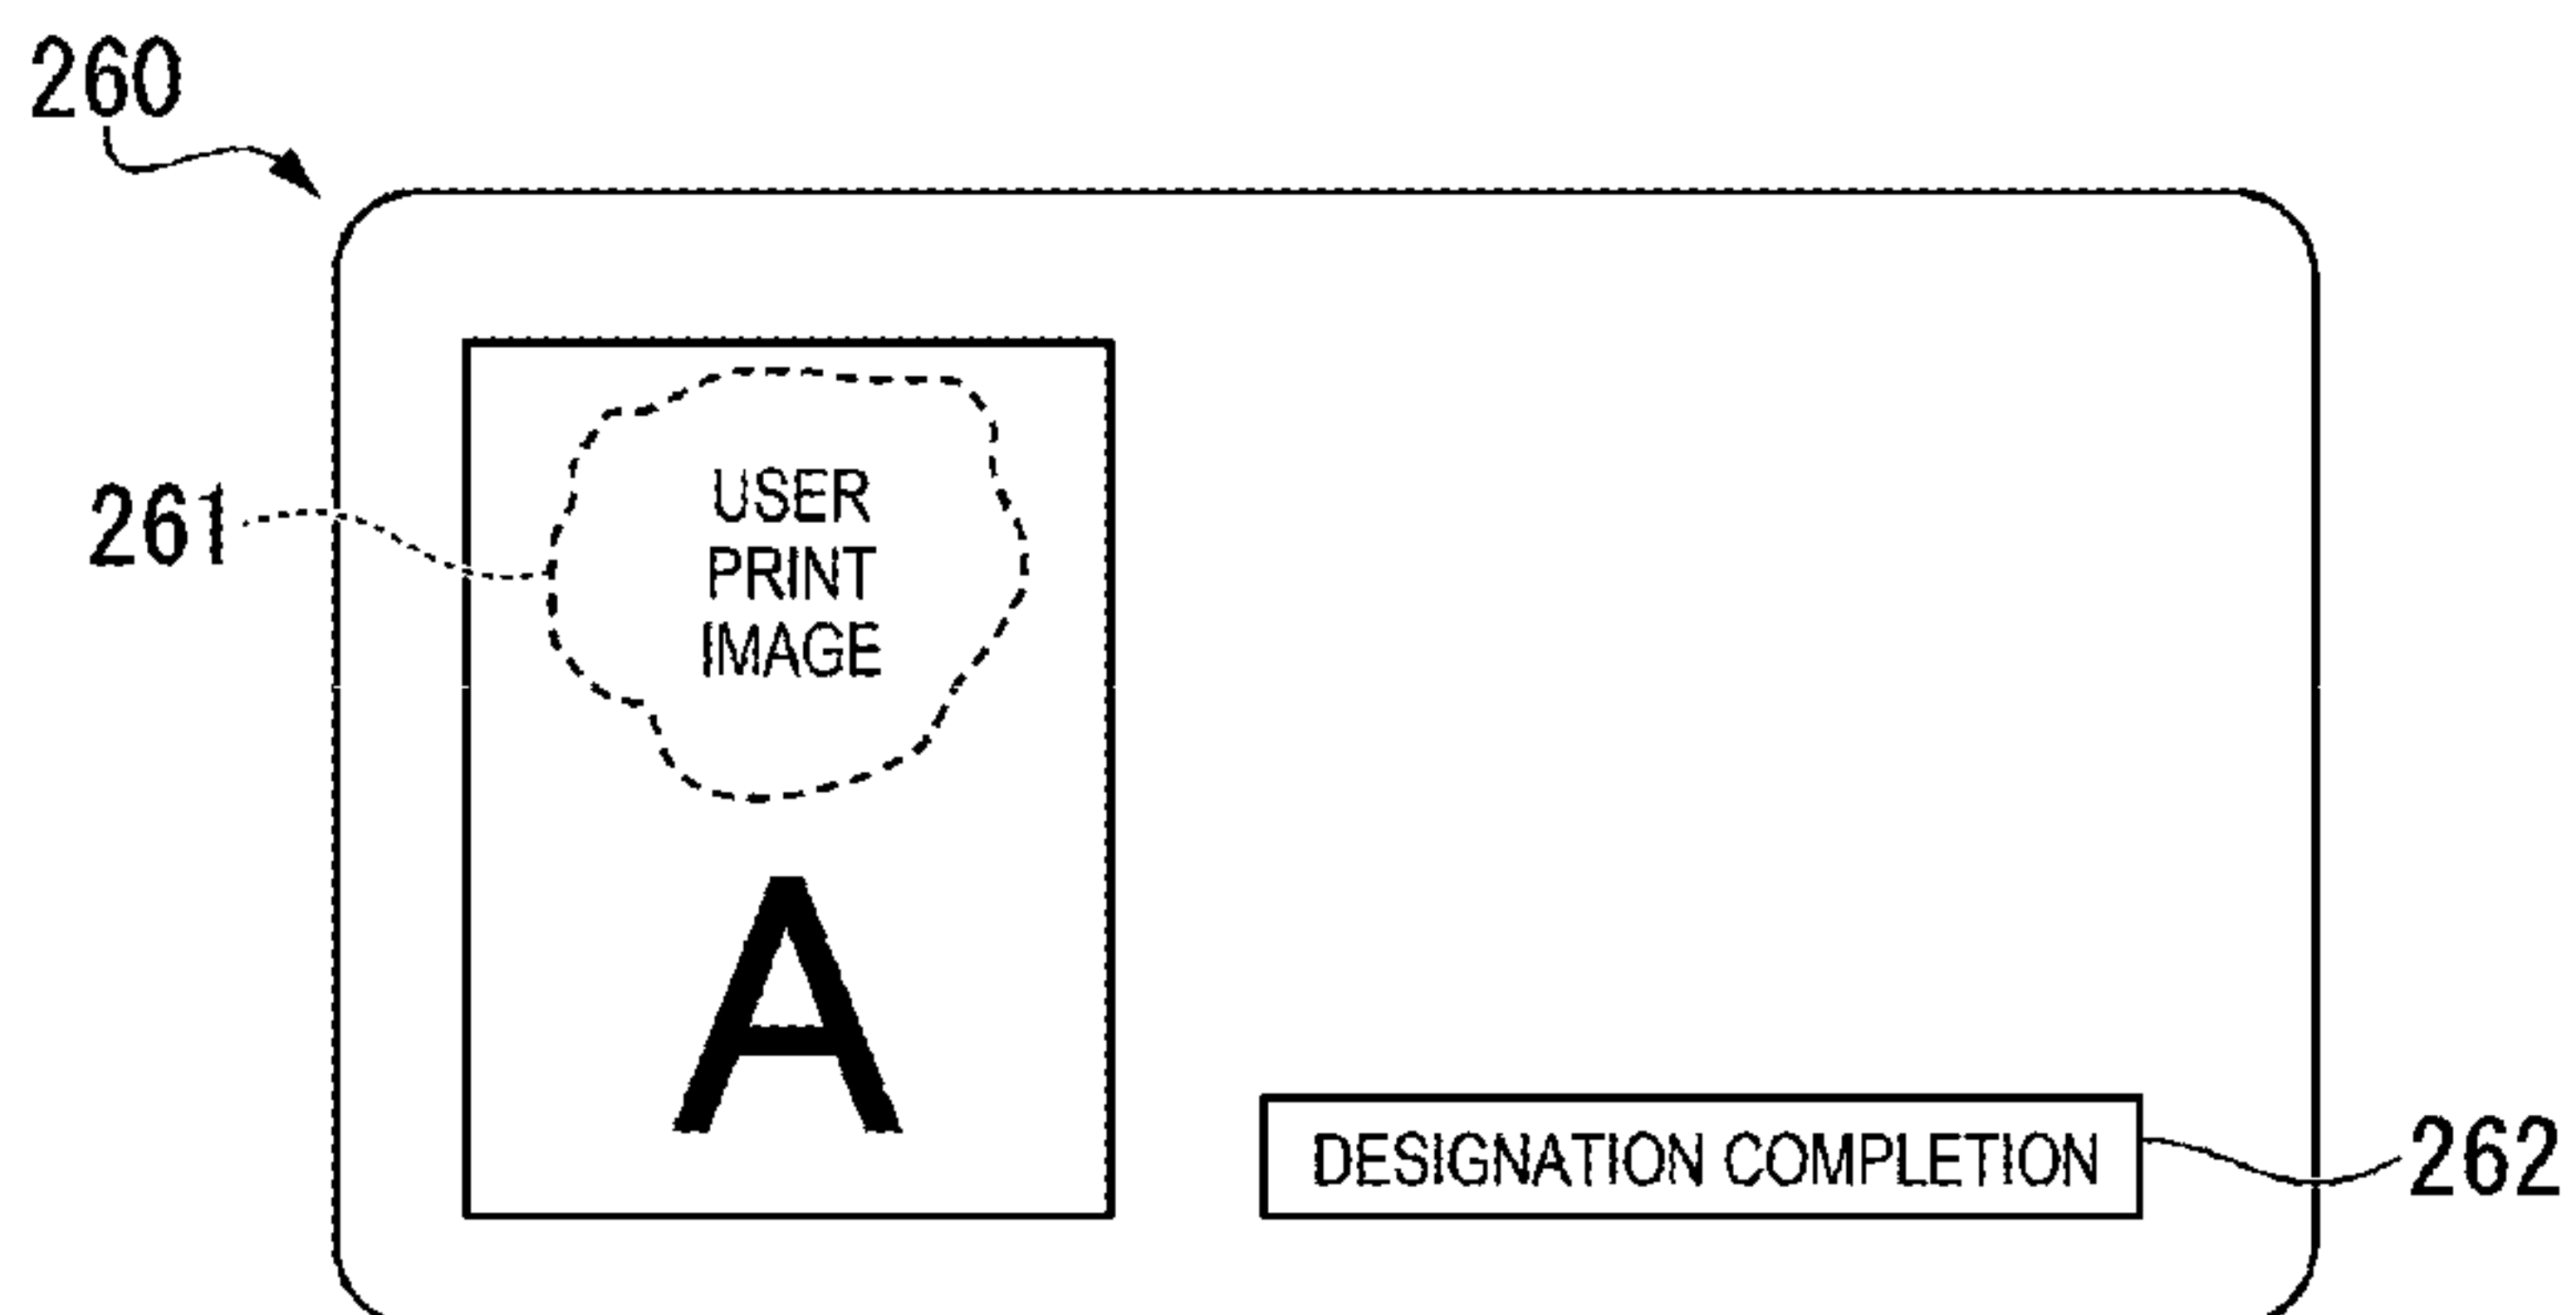 260
261
USER
PRINT
IMAGE
A
DESIGNATION COMPLETION
262